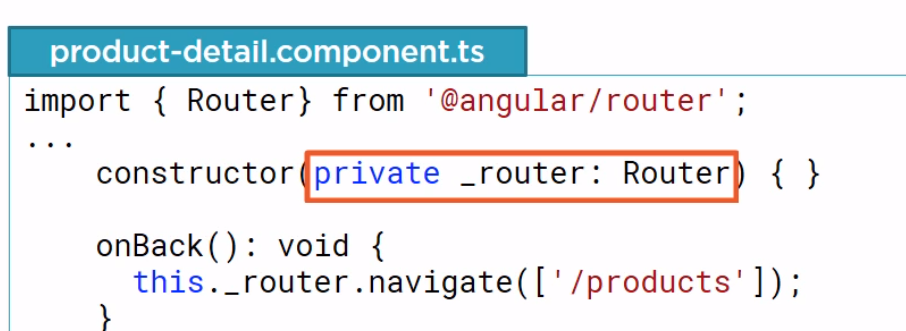 product-detail.component.ts
import { Router} from '@angular/router';
...
constructor(private _router: Router) { }
onBack(): void {
this._router.navigate(['/products']);
}